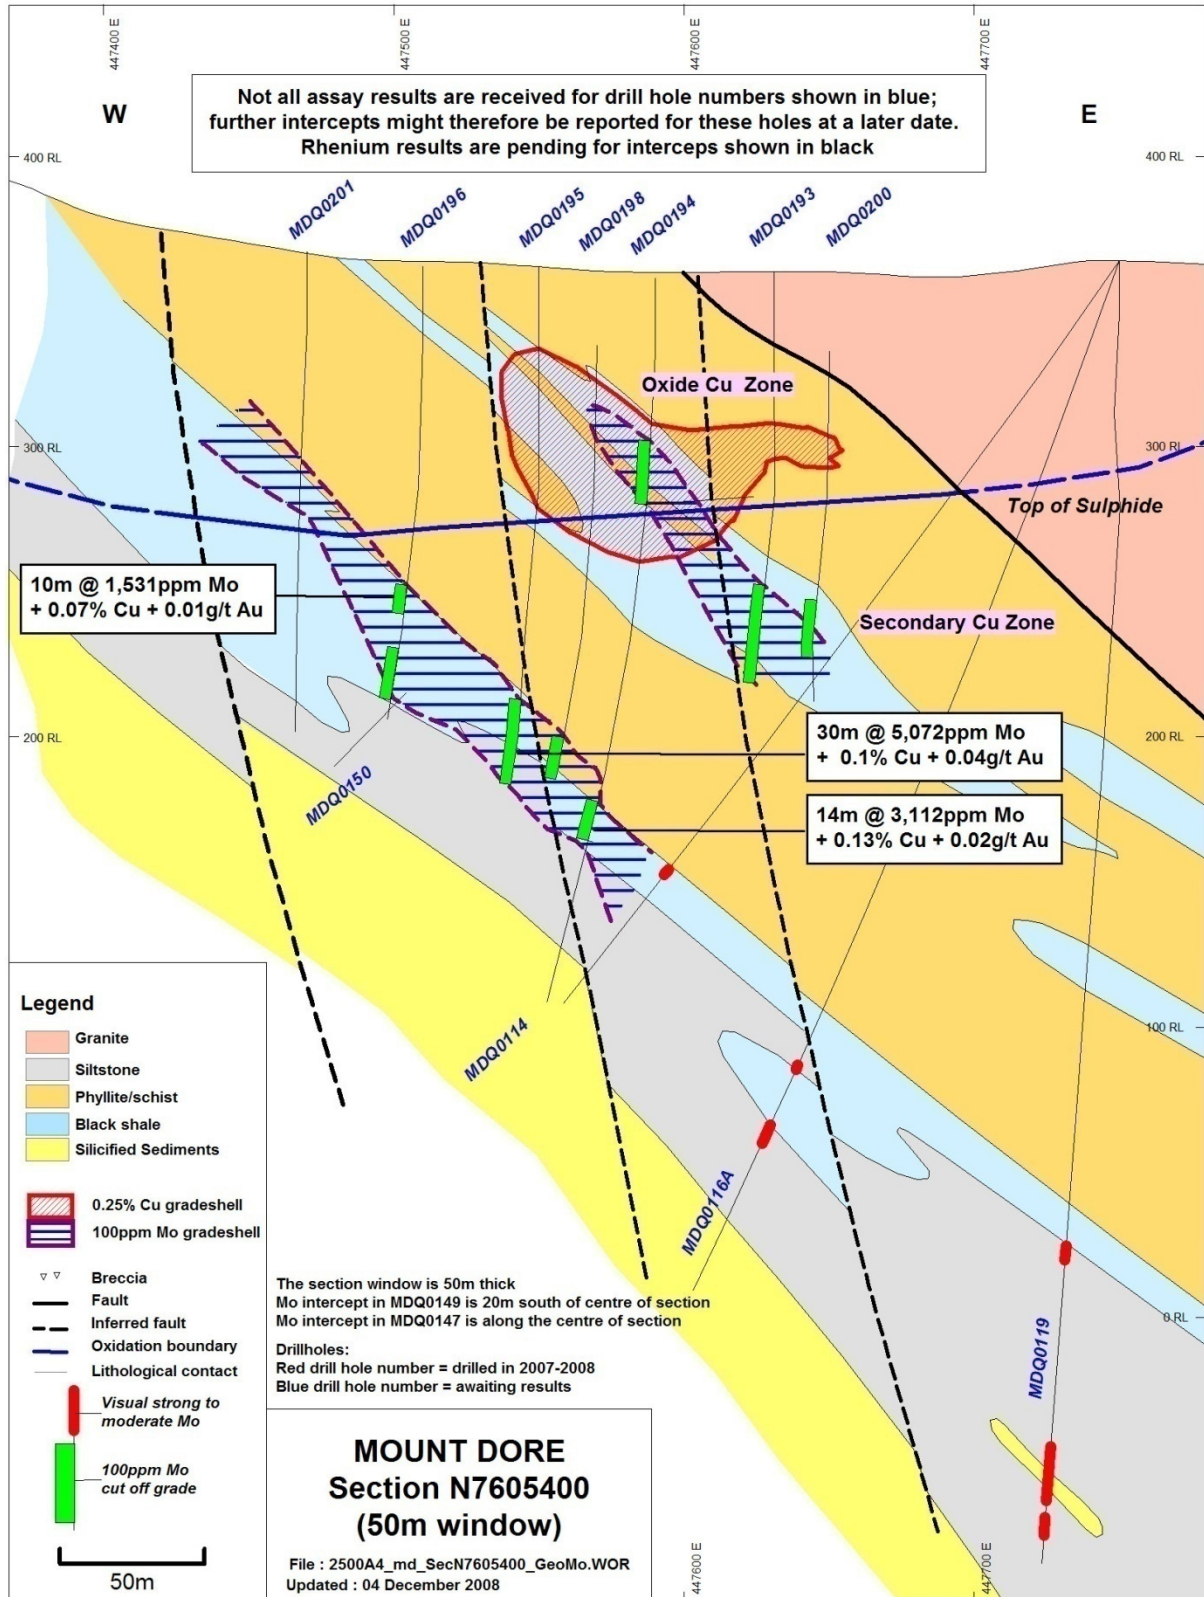 447400 E
447500 E
447600 E
447700 E
W
Not all assay results are received for drill hole numbers shown in blue;
further intercepts might therefore be reported for these holes at a later date.
Rhenium results are pending for interceps shown in black
E
400 RL
400 RL
MDQ0201
MDQ0196
MDQ0195
MDQ0198
MDQ0194
MDQ0193
MDQ0200
Oxide Cu Zone
300 RL
300 RL
Top of Sulphide
10m @ 1,531ppm Mo
+ 0.07% Cu + 0.01g/t Au
Secondary Cu Zone
200 RL
200 RL
30m @ 5,072ppm Mo
+ 0.1% Cu + 0.04g/t Au
MDQ0150
14m @ 3,112ppm Mo
+ 0.13% Cu + 0.02g/t Au
MDQ0114
100 RL
MDQ0116A
0 RL
MDQ0119
Legend
Granite
Siltstone
Phyllite/schist
Black shale
Silicified Sediments
0.25% Cu gradeshell
100ppm Mo gradeshell
Breccia
Fault
Inferred fault
Oxidation boundary
Lithological contact
Visual strong to
moderate Mo
100ppm Mo
cut off grade
50m
The section window is 50m thick
Mo intercept in MDQ0149 is 20m south of centre of section
Mo intercept in MDQ0147 is along the centre of section
Drillholes:
Red drill hole number = drilled in 2007-2008
Blue drill hole number = awaiting results
MOUNT DORE
Section N7605400
(50m window)
File : 2500A4_md_SecN7605400_GeoMo.WOR
Updated : 04 December 2008
447600 E
447700 E